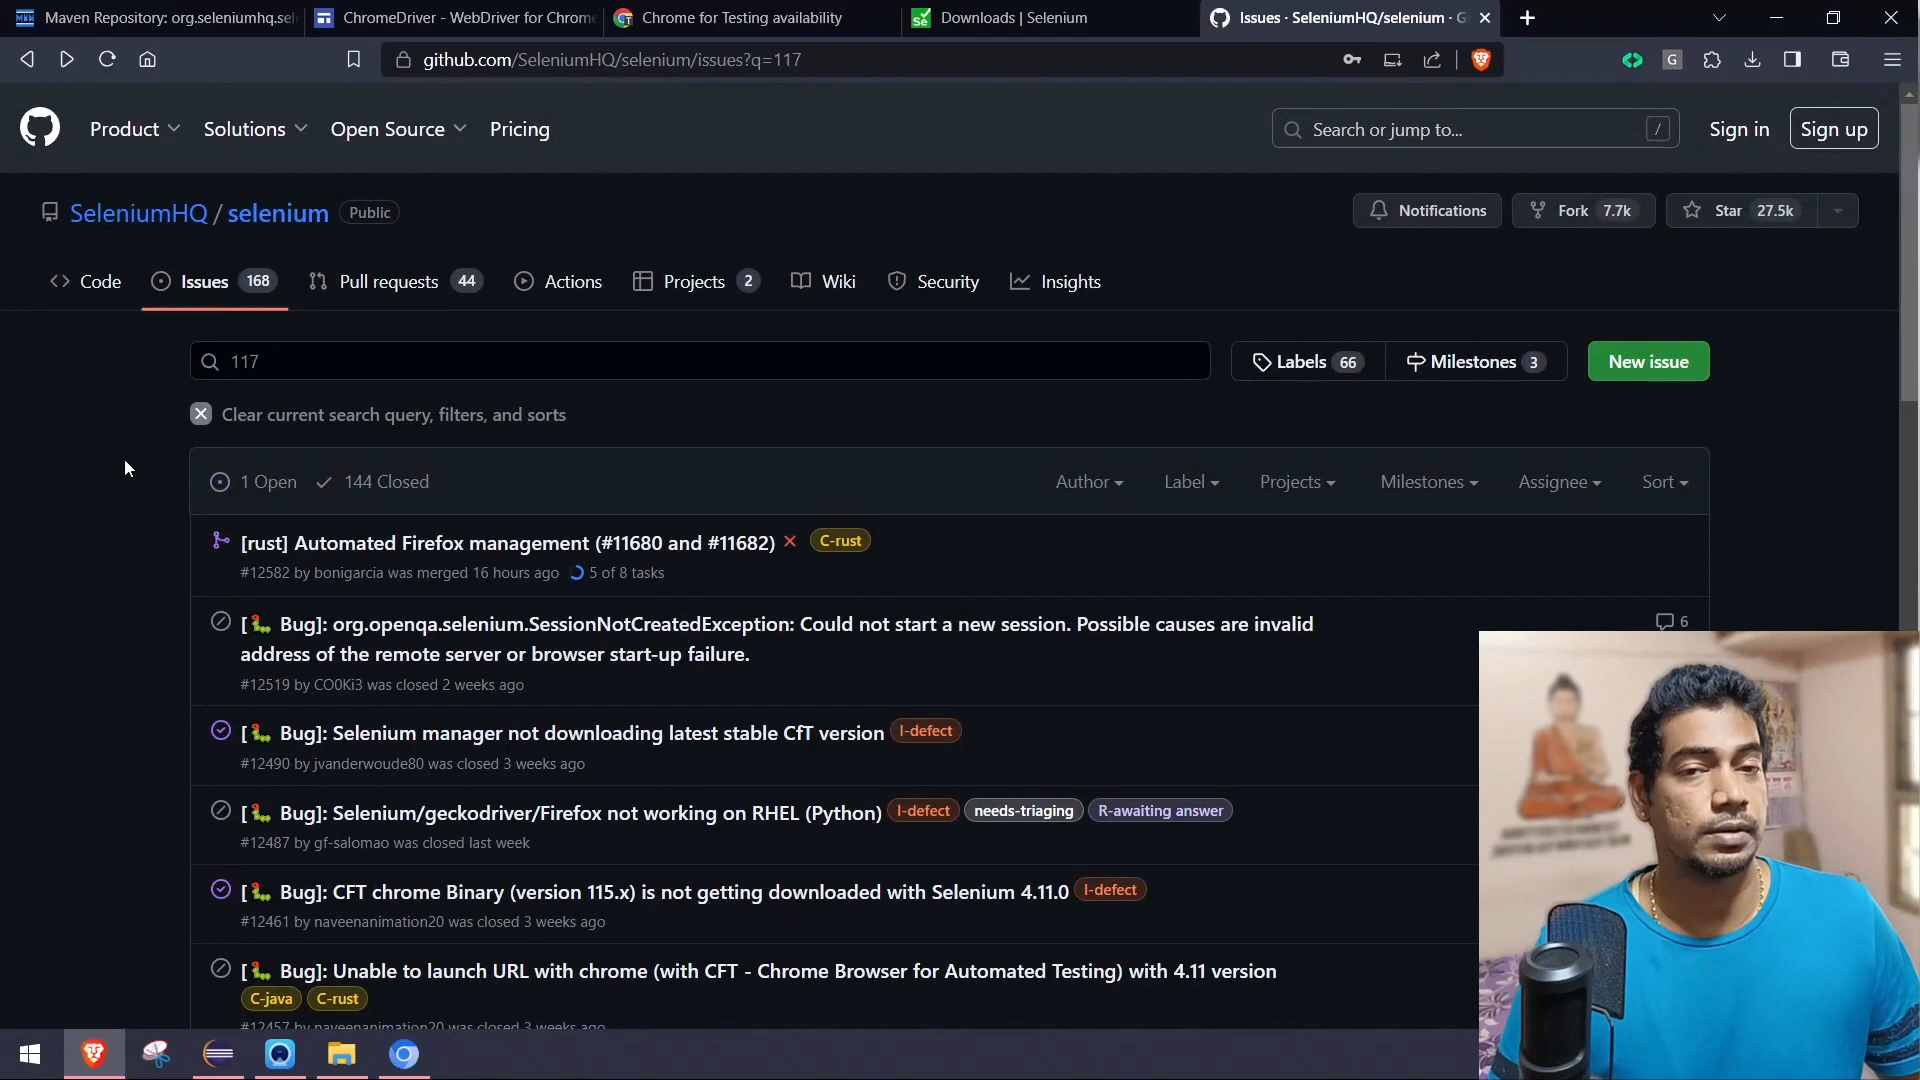 Maven Repository: org.seleniumhq.sel
ChromeDriver - WebDriver for Chrome
Chrome for Testing availability
Downloads | Selenium
Issues · SeleniumHQ/selenium · G
github.com/SeleniumHQ/selenium/issues?q=117
G
Product
Solutions
Open Source
Pricing
Search or jump to...
/
Sign in
Sign up
SeleniumHQ / selenium
Public
Notifications
Fork 7.7k
Star 27.5k
Code
Issues 168
Pull requests 44
Actions
Projects 2
Wiki
Security
Insights
117
Labels 66
Milestones 3
New issue
Clear current search query, filters, and sorts
1 Open
144 Closed
Author
Label
Projects
Milestones
Assignee
Sort
[rust] Automated Firefox management (#11680 and #11682)
C-rust
#12582 by bonigarcia was merged 16 hours ago
5 of 8 tasks
[🐛 Bug]: org.openqa.selenium.SessionNotCreatedException: Could not start a new session. Possible causes are invalid
address of the remote server or browser start-up failure.
6
#12519 by CO0Ki3 was closed 2 weeks ago
[🐛 Bug]: Selenium manager not downloading latest stable CfT version
I-defect
#12490 by jvanderwoude80 was closed 3 weeks ago
[🐛 Bug]: Selenium/geckodriver/Firefox not working on RHEL (Python)
I-defect
needs-triaging
R-awaiting answer
#12487 by gf-salomao was closed last week
[🐛 Bug]: CFT chrome Binary (version 115.x) is not getting downloaded with Selenium 4.11.0
I-defect
#12461 by naveenanimation20 was closed 3 weeks ago
[🐛 Bug]: Unable to launch URL with chrome (with CFT - Chrome Browser for Automated Testing) with 4.11 version
C-java
C-rust
#12457 by naveenanimation20 was closed 3 weeks ago